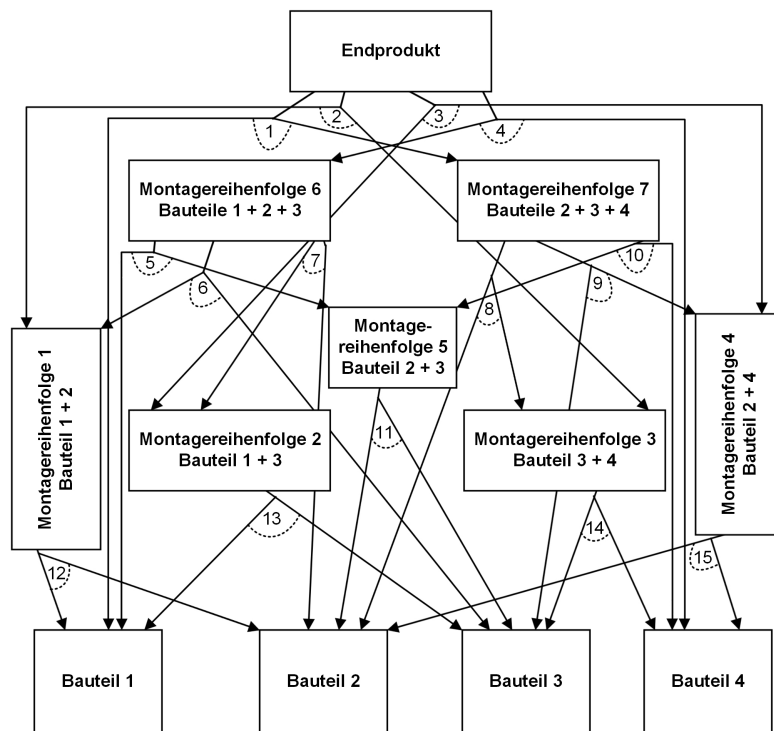 Endprodukt
1
2
3
4
Montagereihenfolge 6
Bauteile 1 + 2 + 3
Montagereihenfolge 7
Bauteile 2 + 3 + 4
5
6
7
8
9
10
Montagereihenfolge 1
Bauteil 1 + 2
Montage-
reihenfolge 5
Bauteil 2 + 3
Montagereihenfolge 4
Bauteil 2 + 4
Montagereihenfolge 2
Bauteil 1 + 3
11
Montagereihenfolge 3
Bauteil 3 + 4
12
13
14
15
Bauteil 1
Bauteil 2
Bauteil 3
Bauteil 4